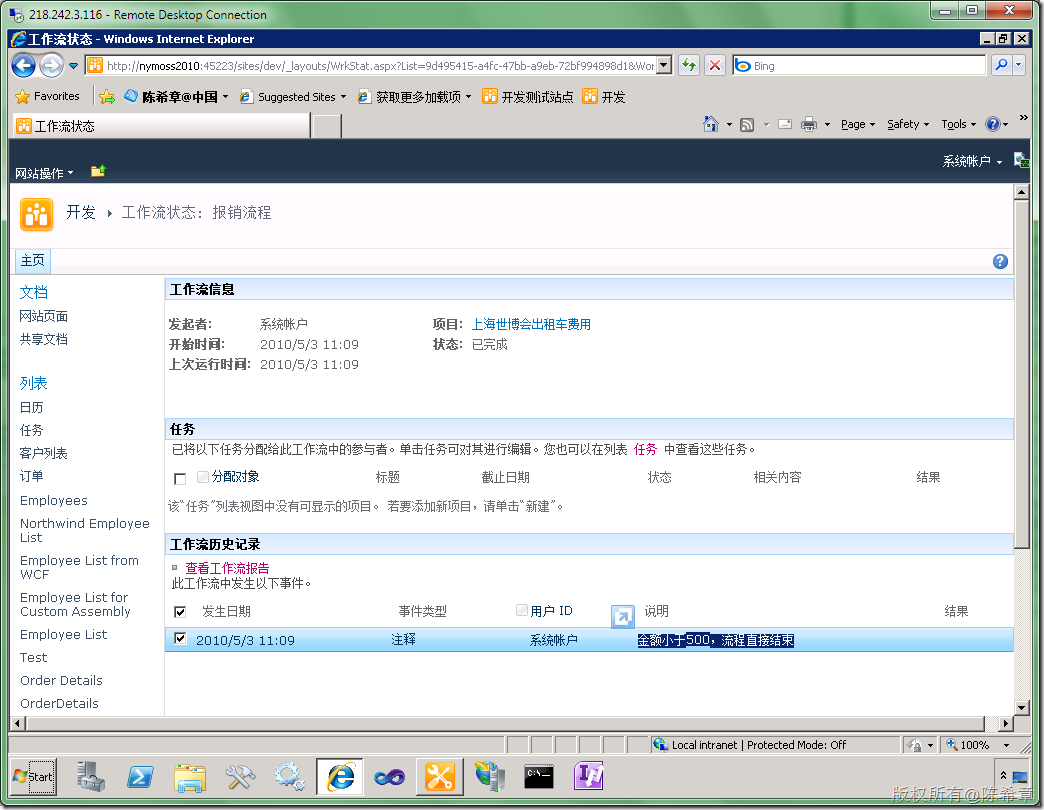 218.242.3.116 - Remote Desktop Connection
工作流状态 - Windows Internet Explorer
http://nymoss2010:45223/sites/dev/_layouts/WrkStat.aspx?List=9d495415-a4fc-47bb-a9eb-72bf994898d1&Wor
Bing
Favorites 陈希章@中国 Suggested Sites 获取更多加载项 开发测试站点 开发
工作流状态
Page Safety Tools »
系统帐户
网站操作
开发 工作流状态: 报销流程
主页
文档
网站页面
共享文档
列表
日历
任务
客户列表
订单
Employees
Northwind Employee
List
Employee List from
WCF
Employee List for
Custom Assembly
Employee List
Test
Order Details
OrderDetails
工作流信息
发起者: 系统帐户 项目: 上海世博会出租车费用
开始时间: 2010/5/3 11:09 状态: 已完成
上次运行时间: 2010/5/3 11:09
任务
已将以下任务分配给此工作流中的参与者。单击任务可对其进行编辑。您也可以在列表 任务 中查看这些任务。
分配对象 标题 截止日期 状态 相关内容 结果
该“任务”列表视图中没有可显示的项目。 若要添加新项目，请单击“新建”。
工作流历史记录
查看工作流报告
此工作流中发生以下事件。
发生日期 事件类型 用户 ID 说明 结果
2010/5/3 11:09 注释 系统帐户 金额小于500，流程直接结束
Local intranet | Protected Mode: Off 100%
Start
版权所有@陈希章